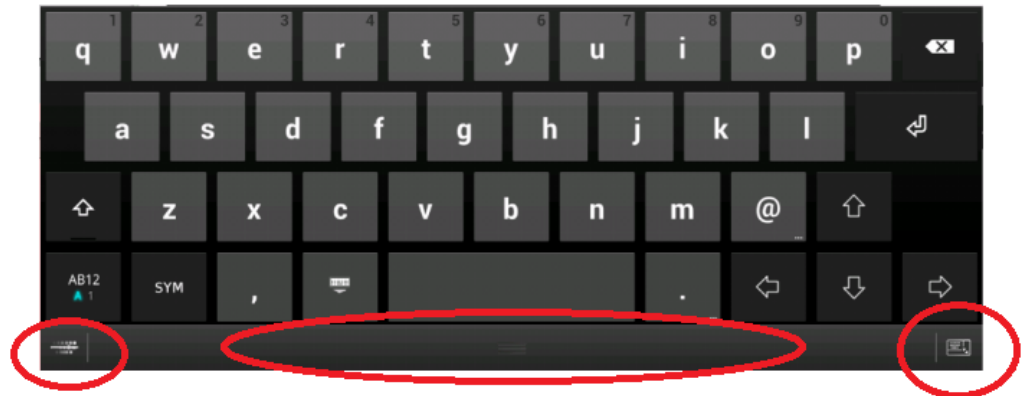 1 2 3 4 5 6 7 8 9 0
q w e r t y u i o p
a s d f g h j k l
z x c v b n m @ ...
AB12 SYM , .
A 1